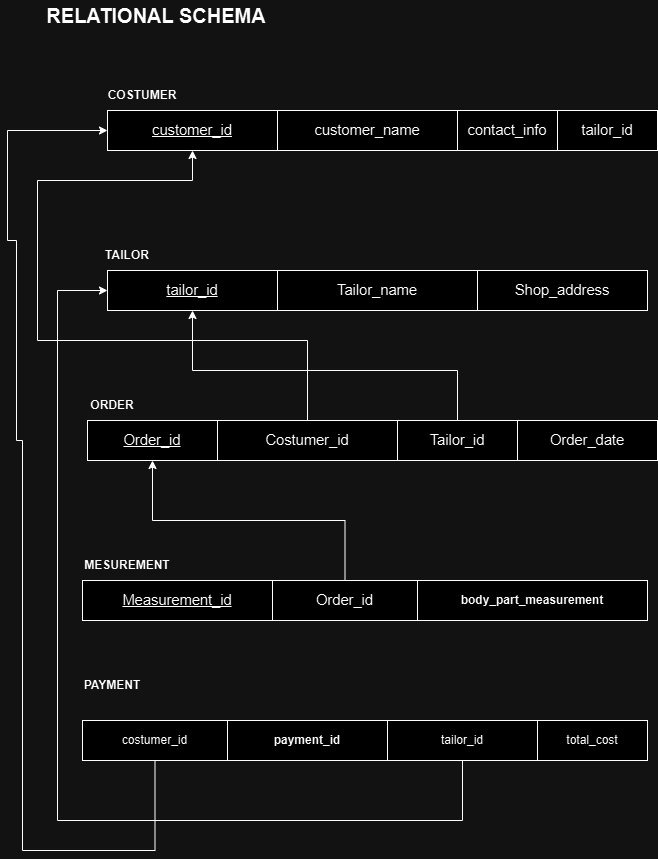 RELATIONAL SCHEMA
COSTUMER
customer_id customer_name contact_info tailor_id
TAILOR
tailor_id Tailor_name Shop_address
ORDER
Order_id Costumer_id Tailor_id Order_date
MESUREMENT
Measurement_id Order_id body_part_measurement
PAYMENT
costumer_id payment_id tailor_id total_cost